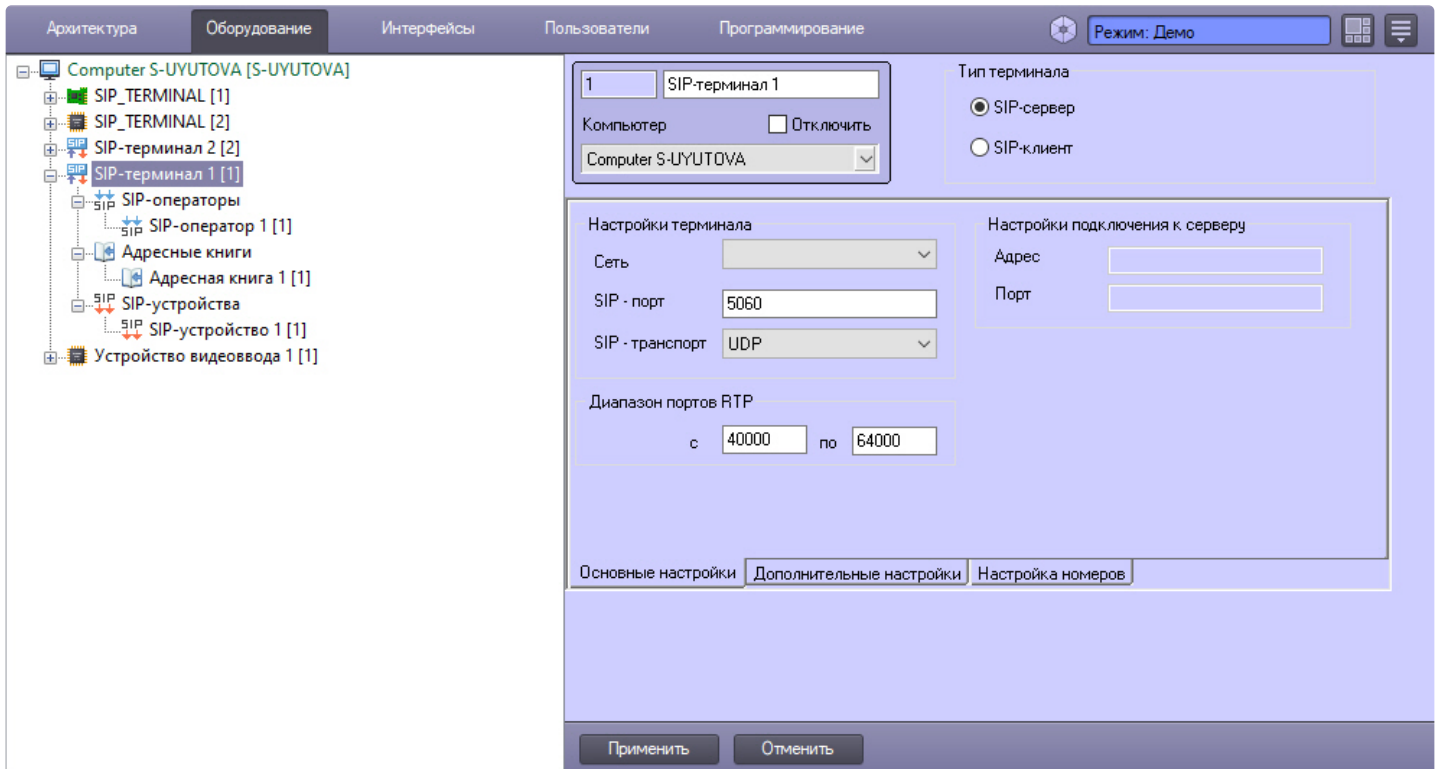 Архитектура Оборудование Интерфейсы Пользователи Программирование Режим: Демо
Computer S-UYUTOVA [S-UYUTOVA]
SIP_TERMINAL [1]
SIP_TERMINAL [2]
SIP-терминал 2 [2]
SIP-терминал 1 [1]
SIP-операторы
SIP-оператор 1 [1]
Адресные книги
Адресная книга 1 [1]
SIP-устройства
SIP-устройство 1 [1]
Устройство видеоввода 1 [1]
1 SIP-терминал 1
Компьютер Отключить
Computer S-UYUTOVA
Тип терминала
SIP-сервер
SIP-клиент
Настройки терминала
Сеть
SIP - порт 5060
SIP - транспорт UDP
Диапазон портов RTP
с 40000 по 64000
Настройки подключения к серверу
Адрес
Порт
Основные настройки Дополнительные настройки Настройка номеров
Применить Отменить